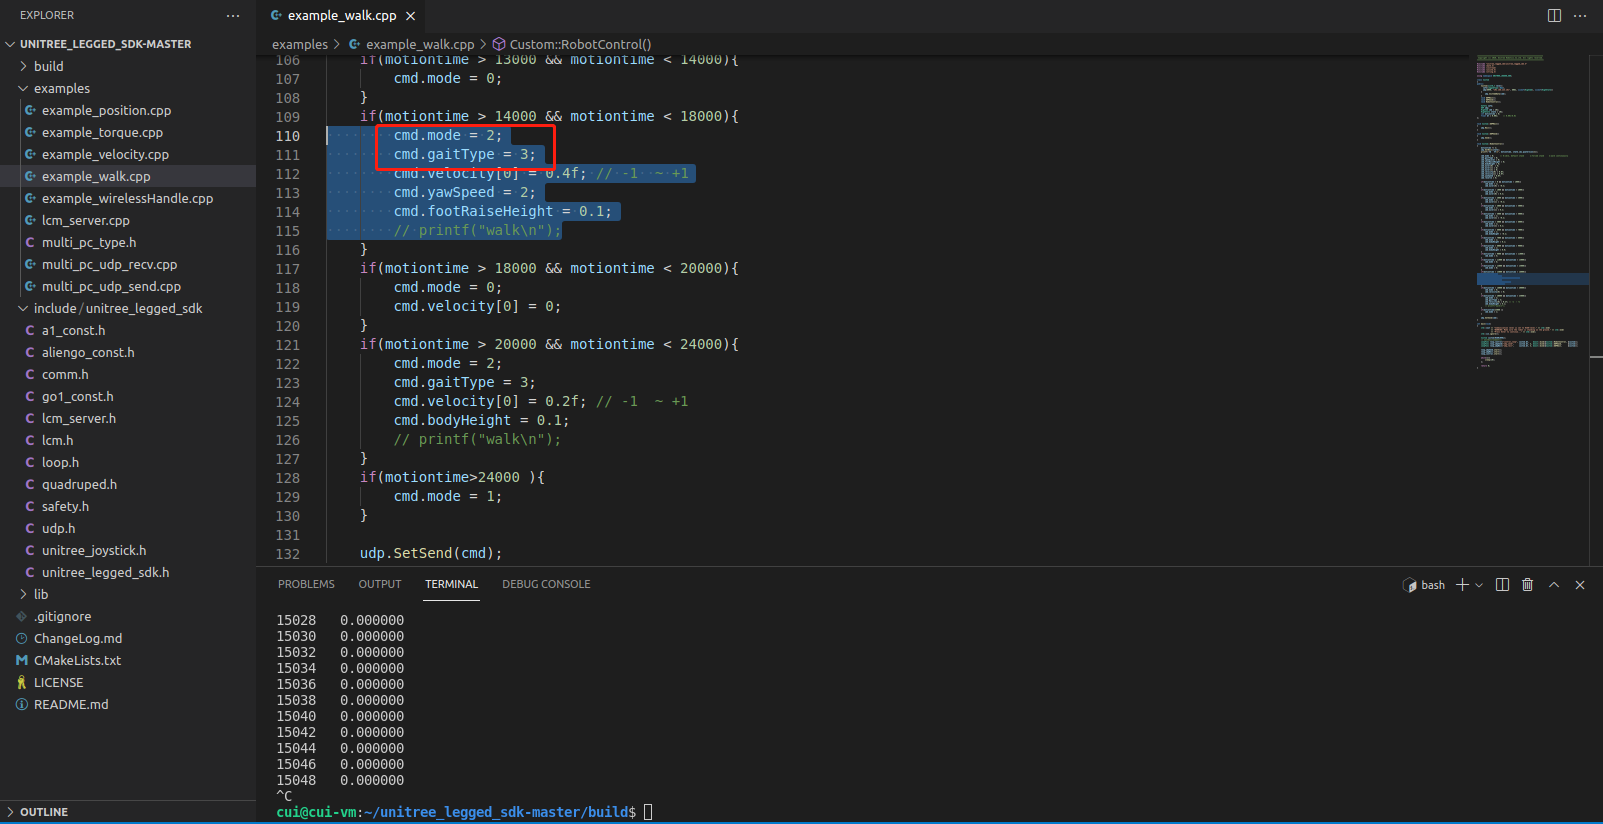 EXPLORER
UNITREE_LEGGED_SDK-MASTER
build
examples
example_position.cpp
example_torque.cpp
example_velocity.cpp
example_walk.cpp
example_wirelessHandle.cpp
lcm_server.cpp
multi_pc_type.h
multi_pc_udp_recv.cpp
multi_pc_udp_send.cpp
include/unitree_legged_sdk
a1_const.h
aliengo_const.h
comm.h
go1_const.h
lcm_server.h
lcm.h
loop.h
quadruped.h
safety.h
udp.h
unitree_joystick.h
unitree_legged_sdk.h
lib
.gitignore
ChangeLog.md
CMakeLists.txt
LICENSE
README.md
OUTLINE
example_walk.cpp
examples > example_walk.cpp > Custom::RobotControl()
106 if(motiontime > 13000 && motiontime < 14000){
107 cmd.mode = 0;
108 }
109 if(motiontime > 14000 && motiontime < 18000){
110 cmd.mode = 2;
111 cmd.gaitType = 3;
112 cmd.velocity[0] = 0.4f; // -1 ~ +1
113 cmd.yawSpeed = 2;
114 cmd.footRaiseHeight = 0.1;
115 // printf("walk\n");
116 }
117 if(motiontime > 18000 && motiontime < 20000){
118 cmd.mode = 0;
119 cmd.velocity[0] = 0;
120 }
121 if(motiontime > 20000 && motiontime < 24000){
122 cmd.mode = 2;
123 cmd.gaitType = 3;
124 cmd.velocity[0] = 0.2f; // -1 ~ +1
125 cmd.bodyHeight = 0.1;
126 // printf("walk\n");
127 }
128 if(motiontime>24000 ){
129 cmd.mode = 1;
130 }
131
132 udp.SetSend(cmd);
PROBLEMS OUTPUT TERMINAL DEBUG CONSOLE
bash
15028 0.000000
15030 0.000000
15032 0.000000
15034 0.000000
15036 0.000000
15038 0.000000
15040 0.000000
15042 0.000000
15044 0.000000
15046 0.000000
15048 0.000000
^C
cui@cui-vm:~/unitree_legged_sdk-master/build$